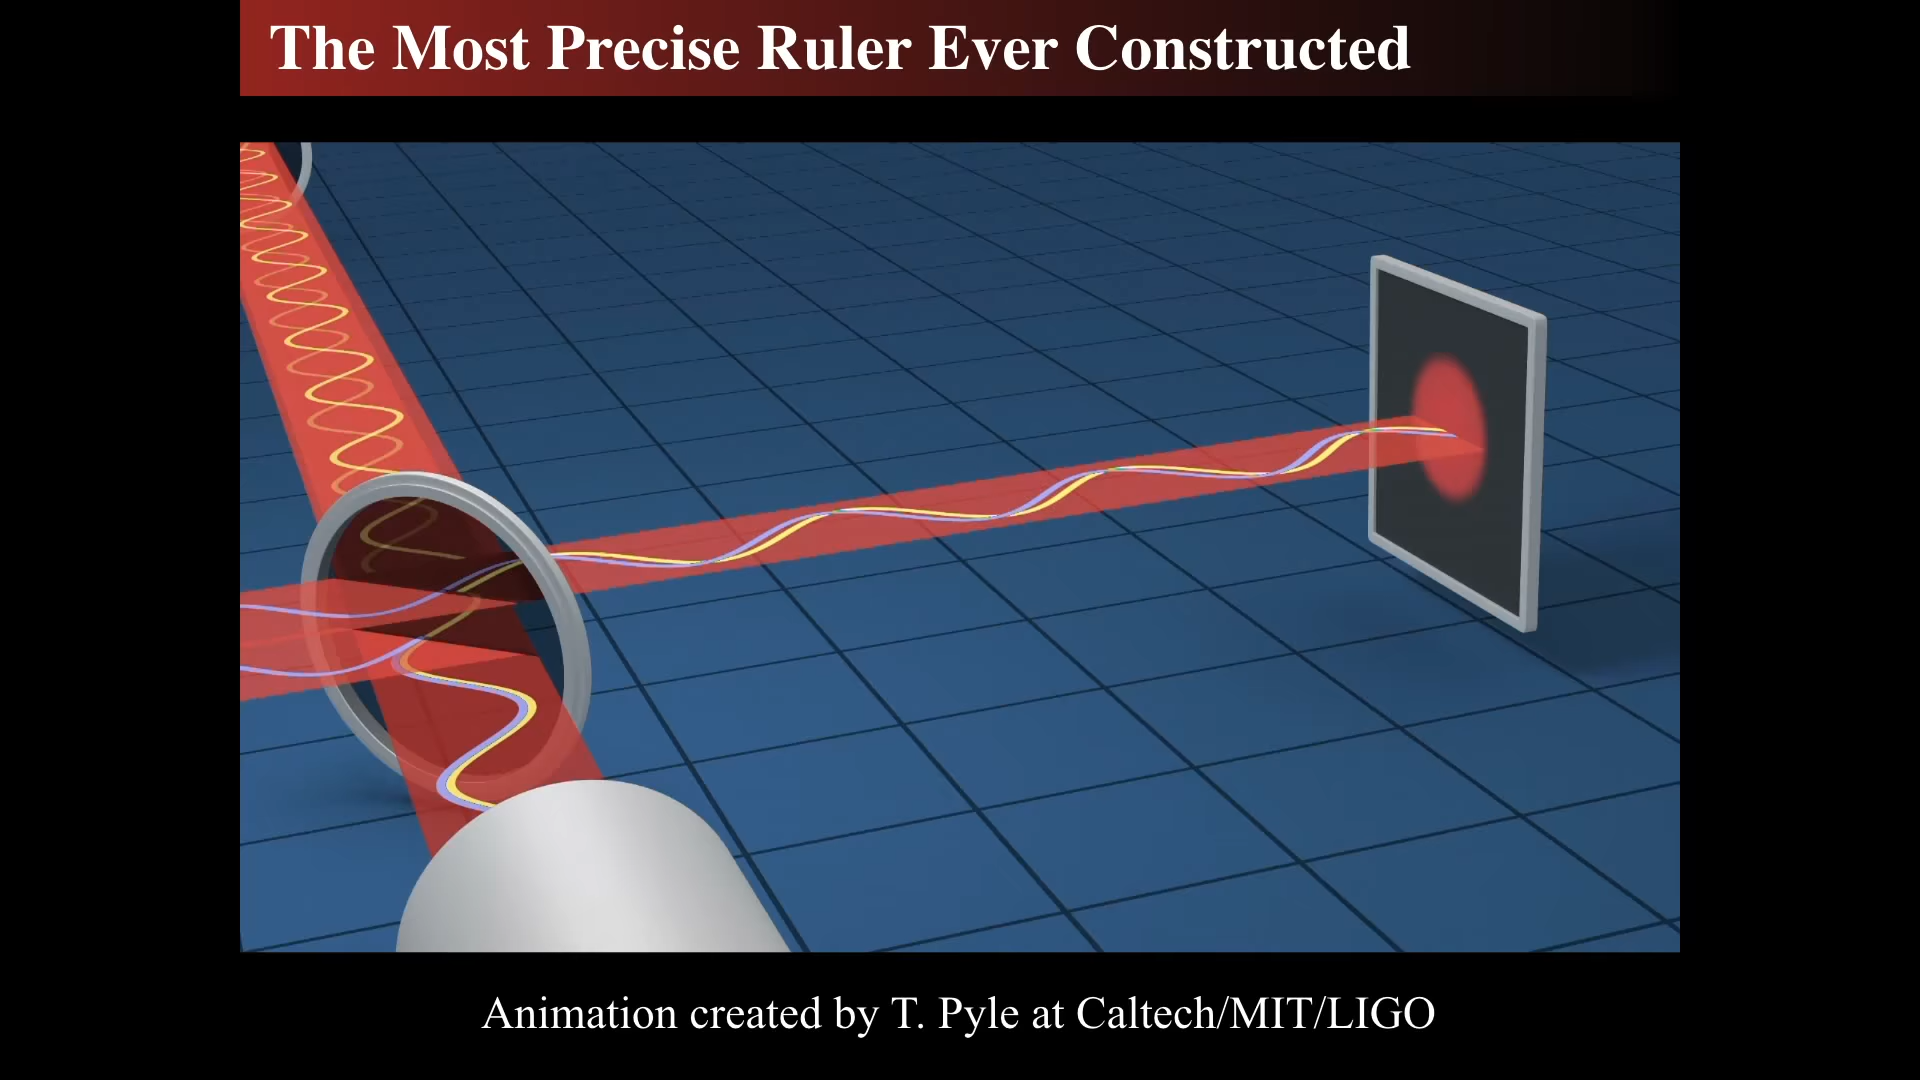 The Most Precise Ruler Ever Constructed
Animation created by T. Pyle at Caltech/MIT/LIGO